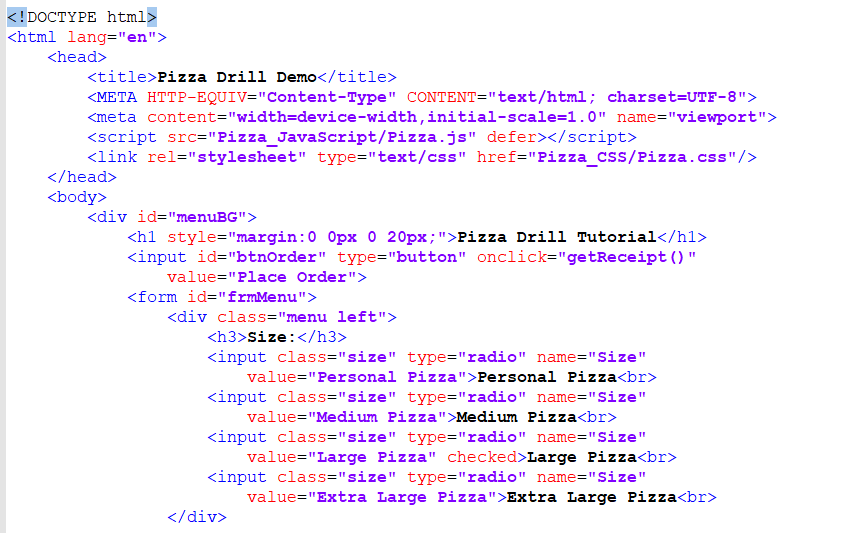 <!DOCTYPE html>
<html lang="en">
    <head>
        <title>Pizza Drill Demo</title>
        <META HTTP-EQUIV="Content-Type" CONTENT="text/html; charset=UTF-8">
        <meta content="width=device-width,initial-scale=1.0" name="viewport">
        <script src="Pizza_JavaScript/Pizza.js" defer></script>
        <link rel="stylesheet" type="text/css" href="Pizza_CSS/Pizza.css"/>
    </head>
    <body>
        <div id="menuBG">
            <h1 style="margin:0 0px 0 20px;">Pizza Drill Tutorial</h1>
            <input id="btnOrder" type="button" onclick="getReceipt()"
                value="Place Order">
            <form id="frmMenu">
                <div class="menu left">
                    <h3>Size:</h3>
                    <input class="size" type="radio" name="Size"
                        value="Personal Pizza">Personal Pizza<br>
                    <input class="size" type="radio" name="Size"
                        value="Medium Pizza">Medium Pizza<br>
                    <input class="size" type="radio" name="Size"
                        value="Large Pizza" checked>Large Pizza<br>
                    <input class="size" type="radio" name="Size"
                        value="Extra Large Pizza">Extra Large Pizza<br>
                </div>